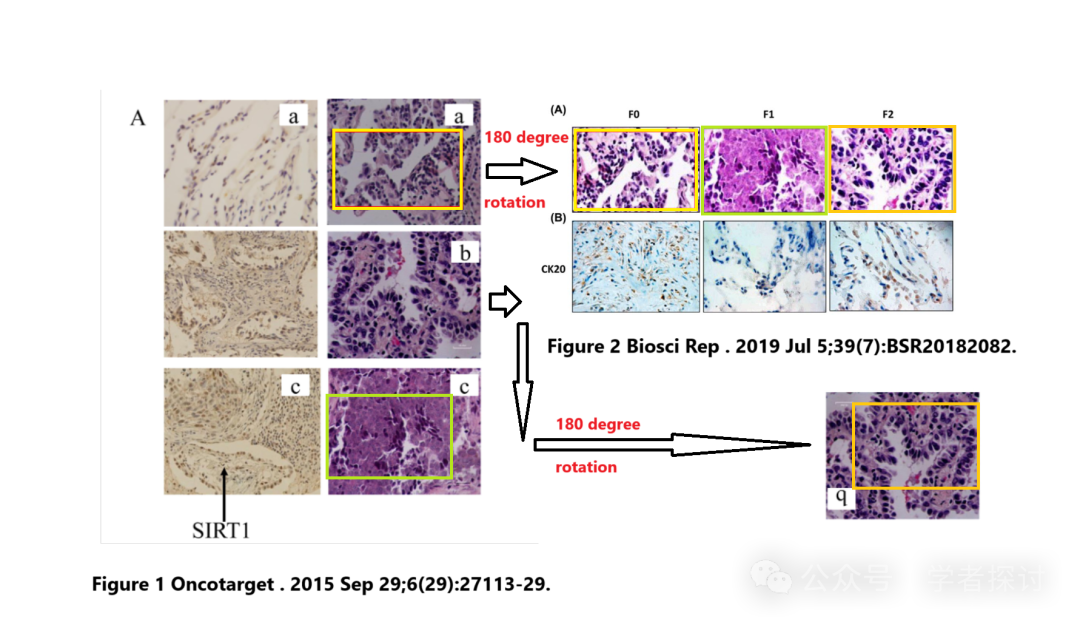 A
a
a
b
c
c
SIRT1
180 degree
rotation
(A)
F0
F1
F2
(B)
CK20
Figure 2 Biosci Rep . 2019 Jul 5;39(7):BSR20182082.
180 degree
rotation
q
Figure 1 Oncotarget . 2015 Sep 29;6(29):27113-29.
公众号 · 学者探讨